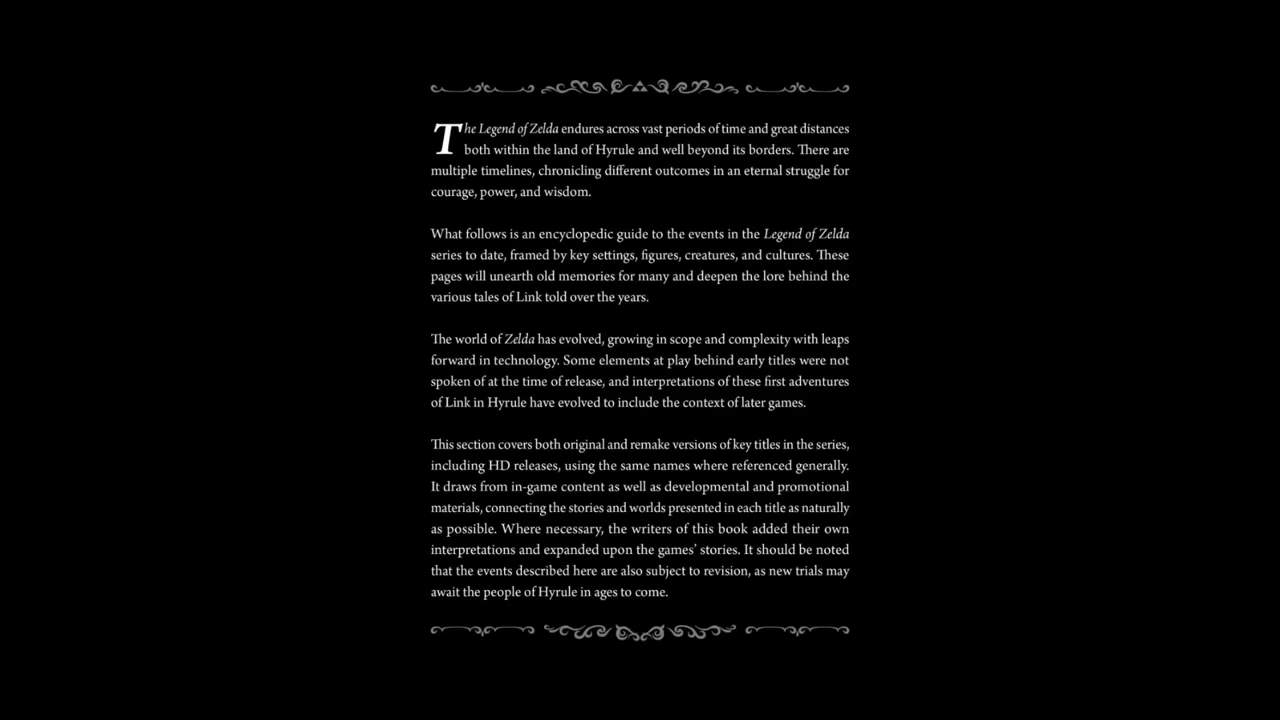 The Legend of Zelda endures across vast periods of time and great distances
both within the land of Hyrule and well beyond its borders. There are
multiple timelines, chronicling different outcomes in an eternal struggle for
courage, power, and wisdom.
What follows is an encyclopedic guide to the events in the Legend of Zelda
series to date, framed by key settings, figures, creatures, and cultures. These
pages will unearth old memories for many and deepen the lore behind the
various tales of Link told over the years.
The world of Zelda has evolved, growing in scope and complexity with leaps
forward in technology. Some elements at play behind early titles were not
spoken of at the time of release, and interpretations of these first adventures
of Link in Hyrule have evolved to include the context of later games.
This section covers both original and remake versions of key titles in the series,
including HD releases, using the same names where referenced generally.
It draws from in-game content as well as developmental and promotional
materials, connecting the stories and worlds presented in each title as naturally
as possible. Where necessary, the writers of this book added their own
interpretations and expanded upon the games' stories. It should be noted
that the events described here are also subject to revision, as new trials may
await the people of Hyrule in ages to come.